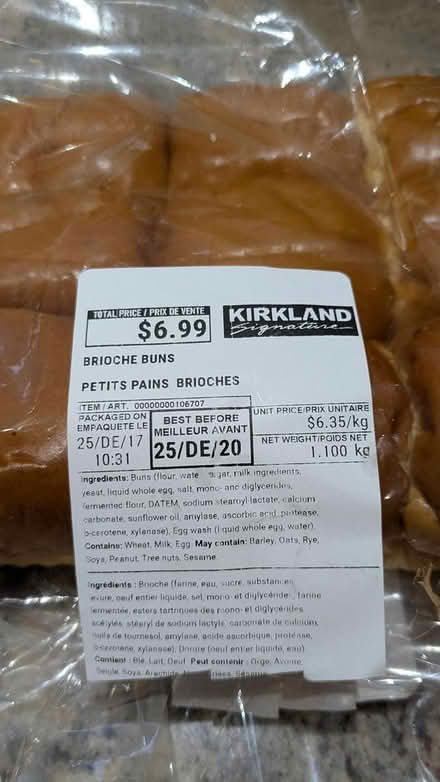 TOTAL PRICE / PRIX DE VENTE
$6.99
KIRKLAND
Signature
BRIOCHE BUNS
PETITS PAINS BRIOCHES
ITEM / ART. 00000000106707
PACKAGED ON
EMPAQUETÉ LE
25/DE/17
10:31
BEST BEFORE
MEILLEUR AVANT
25/DE/20
UNIT PRICE/PRIX UNITAIRE
$6.35/kg
NET WEIGHT/POIDS NET
1.100 kg
Ingredients: Buns (flour, water, sugar, milk ingredients,
yeast, liquid whole egg, salt, mono- and diglycerides,
fermented flour, DATEM, sodium stearoyl-lactate, calcium
carbonate, sunflower oil, amylase, ascorbic acid, protease,
b-carotene, xylanase), Egg wash (liquid whole egg, water).
Contains: Wheat, Milk, Egg. May contain: Barley, Oats, Rye,
Soya, Peanut, Tree nuts, Sesame.
Ingrédients : Brioche (farine, eau, sucre, substances
levure, oeuf entier liquide, sel, mono- et diglycérides, farine
fermentée, esters tartriques des mono- et diglycérides
acétylés, stéaryl de sodium lactylé, carbonate de calcium,
huile de tournesol, amylase, acide ascorbique, protéase,
b-carotène, xylanase), Dorure (oeuf entier liquide, eau).
Contient : Blé, Lait, Oeuf. Peut contenir : Orge, Avoine,
Seigle, Soya, Arachide, Sésame